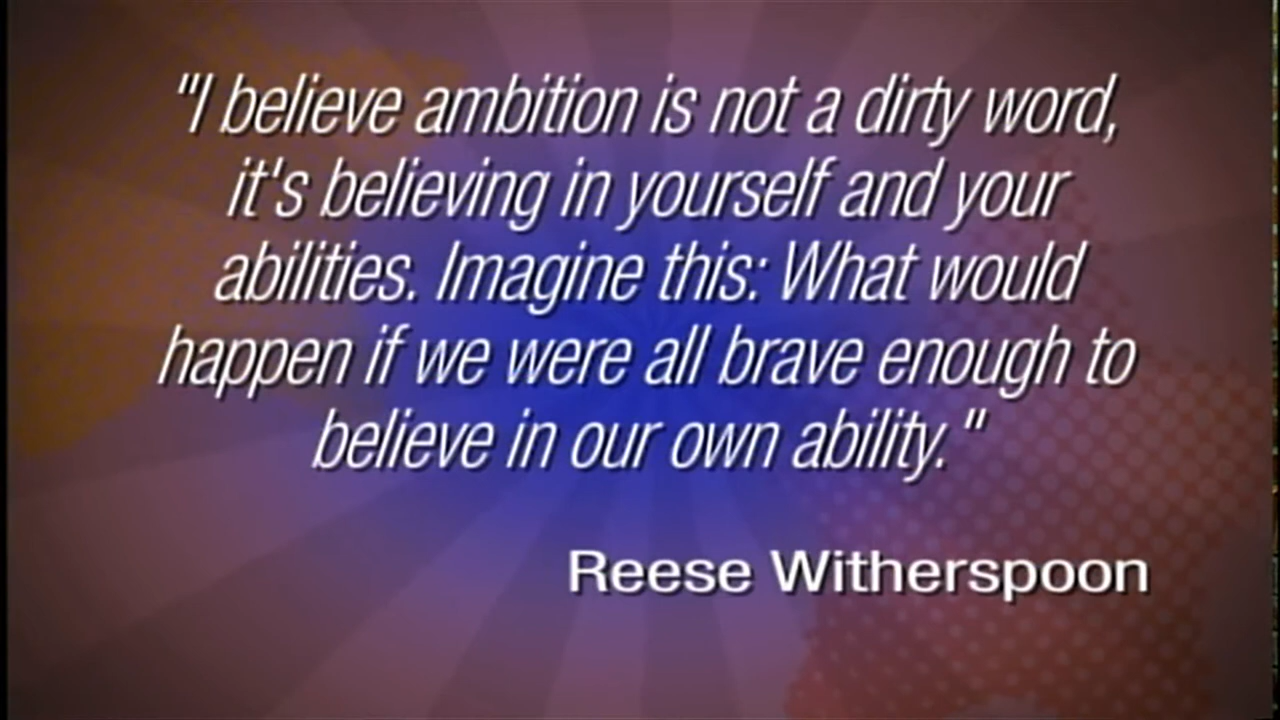 "I believe ambition is not a dirty word,
it's believing in yourself and your
abilities. Imagine this: What would
happen if we were all brave enough to
believe in our own ability."
Reese Witherspoon